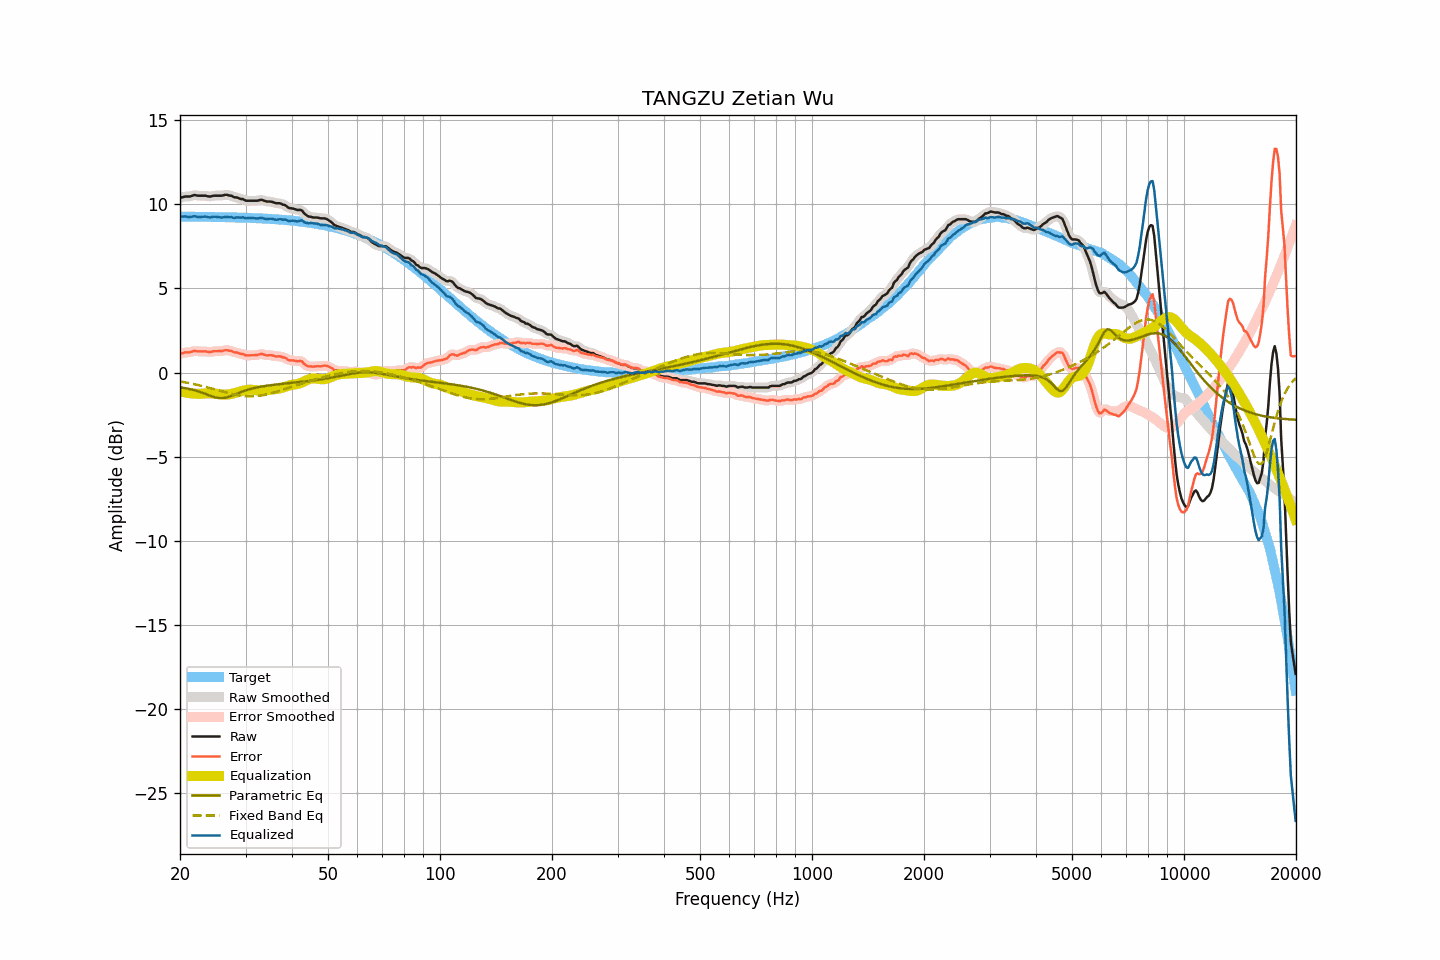 TANGZU Zetian Wu
15
10
5
0
−5
−10
−15
−20
−25
Amplitude (dBr)
Target
Raw Smoothed
Error Smoothed
Raw
Error
Equalization
Parametric Eq
Fixed Band Eq
Equalized
20 50 100 200 500 1000 2000 5000 10000 20000
Frequency (Hz)